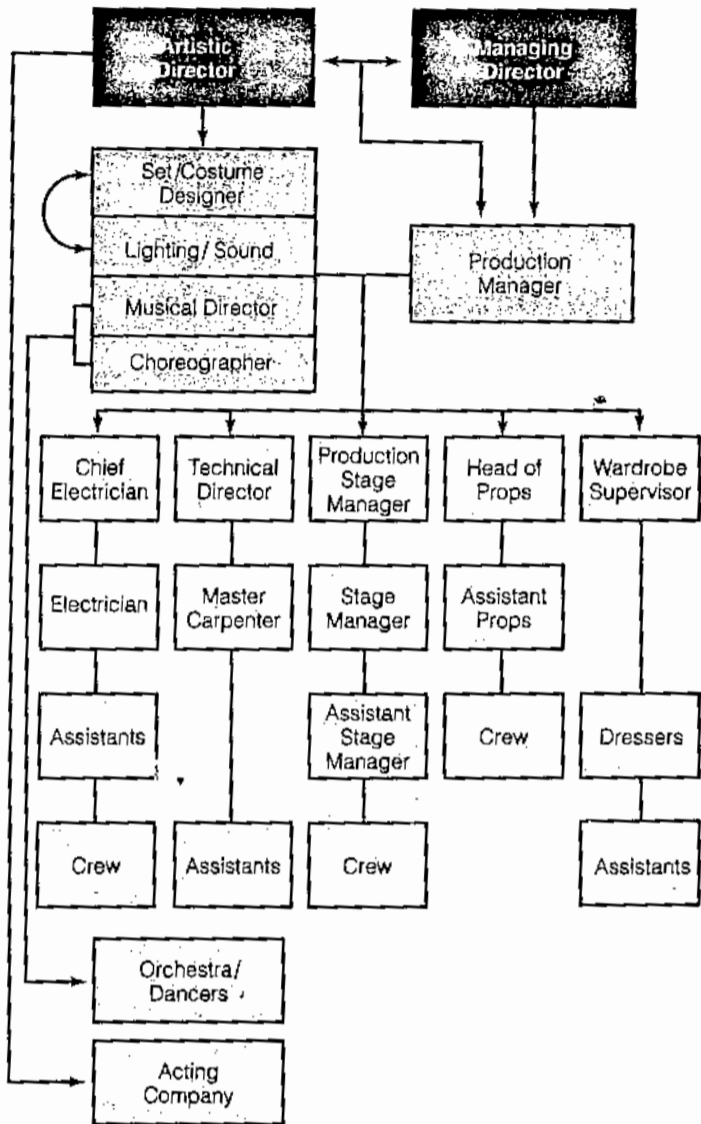 Artistic
Director
Managing
Director
Set/Costume
Designer
Lighting/Sound
Musical Director
Choreographer
Production
Manager
Chief
Electrician
Technical
Director
Production
Stage
Manager
Head of
Props
Wardrobe
Supervisor
Electrician
Master
Carpenter
Stage
Manager
Assistant
Props
Assistants
Assistant
Stage
Manager
Crew
Dressers
Crew
Assistants
Crew
Assistants
Orchestra/
Dancers
Acting
Company